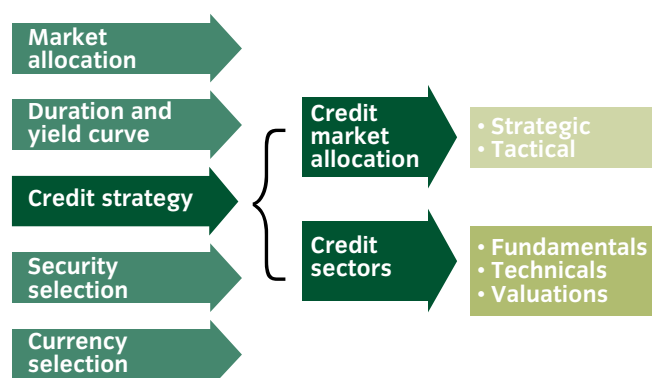 Market
allocation
Duration and
yield curve
Credit strategy
Security
selection
Currency
selection
Credit
market
allocation
Credit
sectors
• Strategic
• Tactical
• Fundamentals
• Technicals
• Valuations